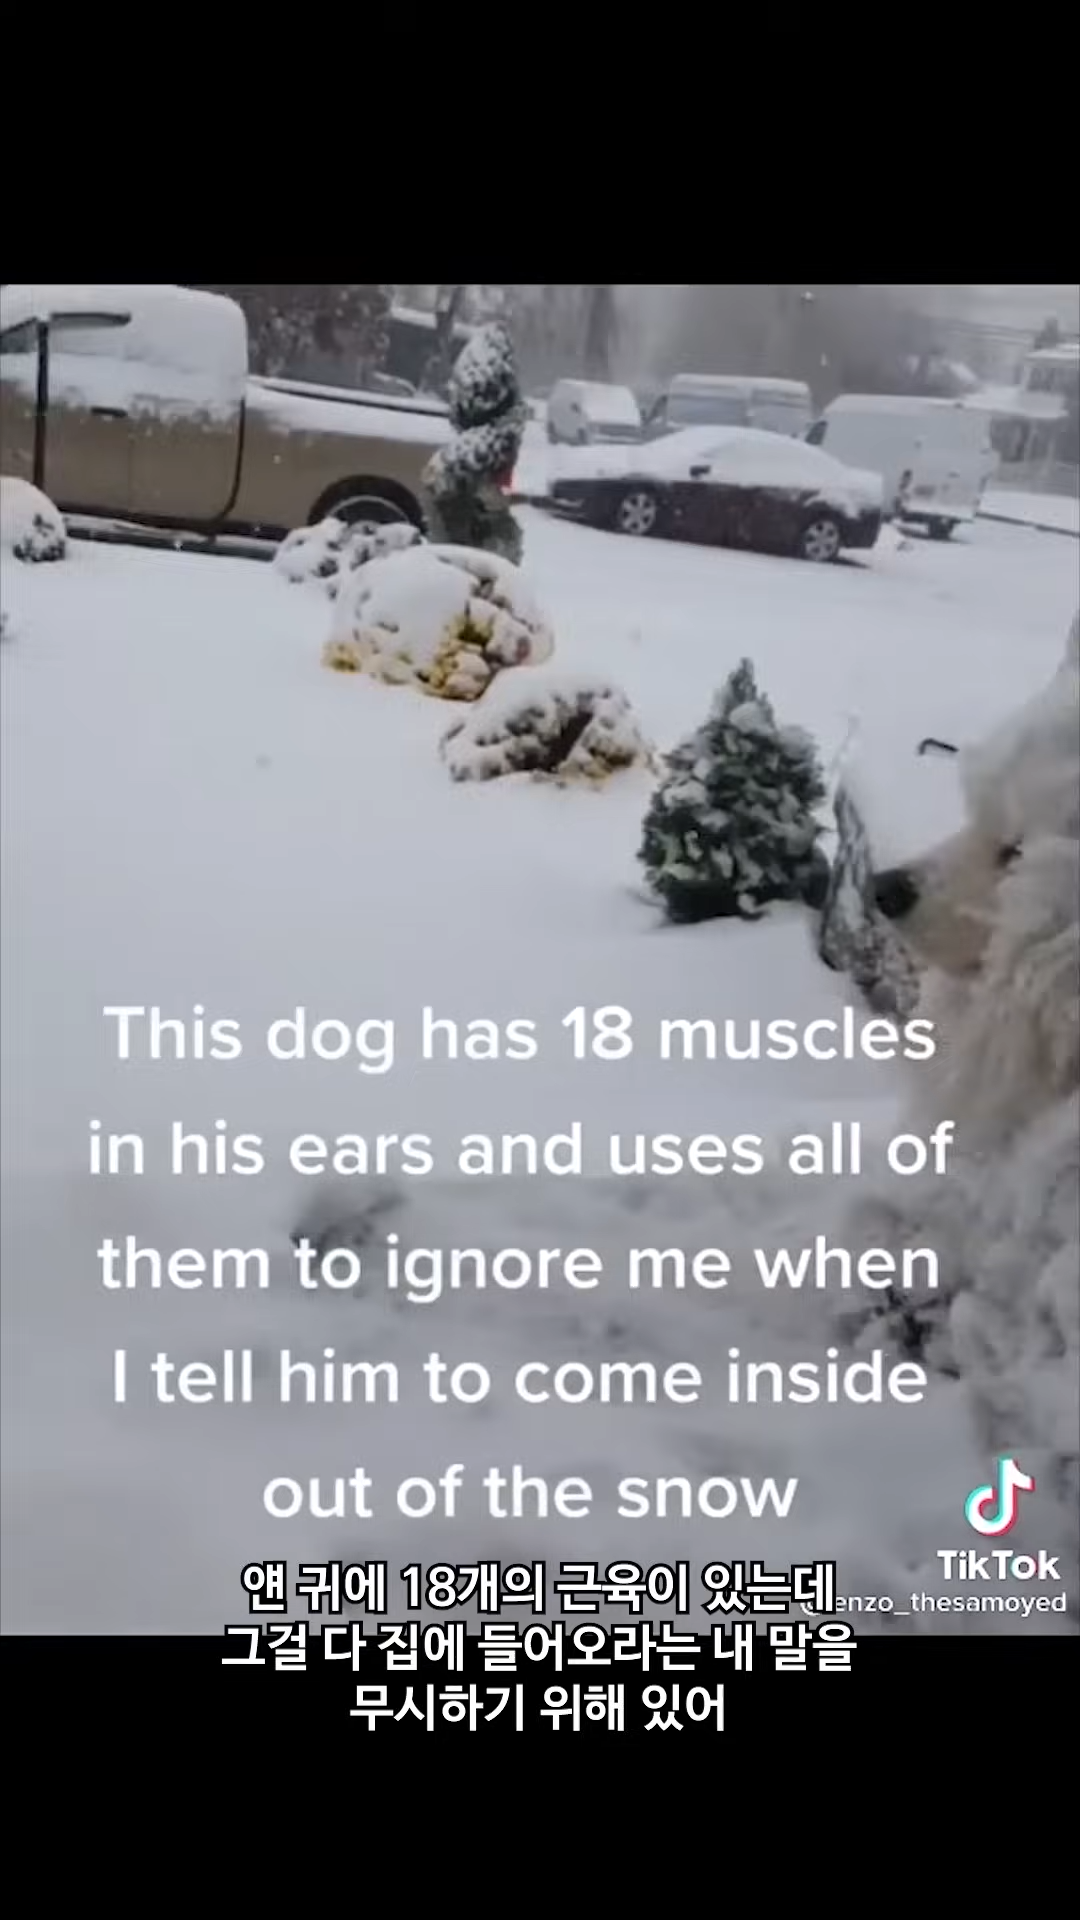 This dog has 18 muscles
in his ears and uses all of
them to ignore me when
I tell him to come inside
out of the snow
TikTok
enzo_thesamoyed
얜 귀에 18개의 근육이 있는데
그걸 다 집에 들어오라는 내 말을
무시하기 위해 있어